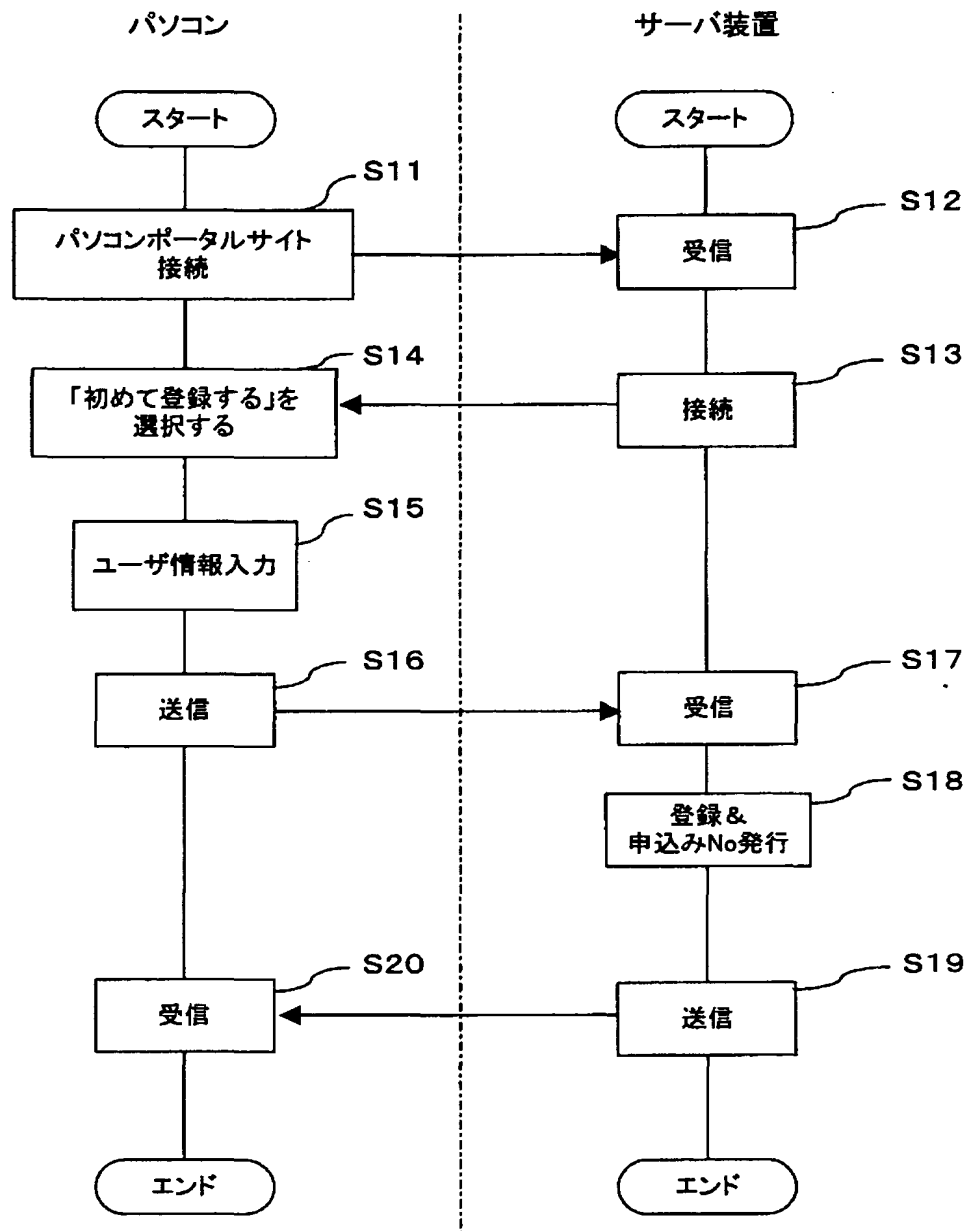 パソコン
サーバ装置
スタート
スタート
S11
パソコンポータルサイト
接続
S12
受信
S14
「初めて登録する」を
選択する
S13
接続
S15
ユーザ情報入力
S16
送信
S17
受信
S18
登録＆
申込みNo発行
S20
受信
S19
送信
エンド
エンド